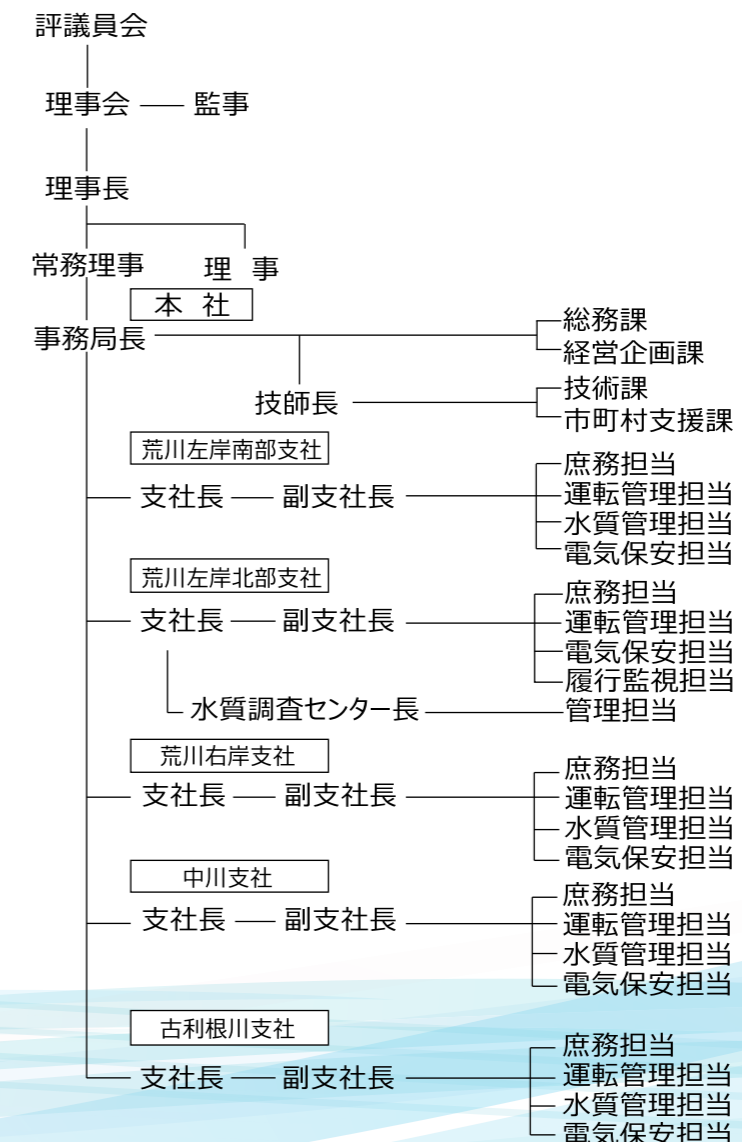 評議員会
理事会 監事
理事長
常務理事 理 事
本 社
事務局長
総務課
経営企画課
技師長
技術課
市町村支援課
荒川左岸南部支社
支社長 副支社長
庶務担当
運転管理担当
水質管理担当
電気保安担当
荒川左岸北部支社
支社長 副支社長
庶務担当
運転管理担当
電気保安担当
履行監視担当
水質調査センター長 管理担当
荒川右岸支社
支社長 副支社長
庶務担当
運転管理担当
水質管理担当
電気保安担当
中川支社
支社長 副支社長
庶務担当
運転管理担当
水質管理担当
電気保安担当
古利根川支社
支社長 副支社長
庶務担当
運転管理担当
水質管理担当
電気保安担当